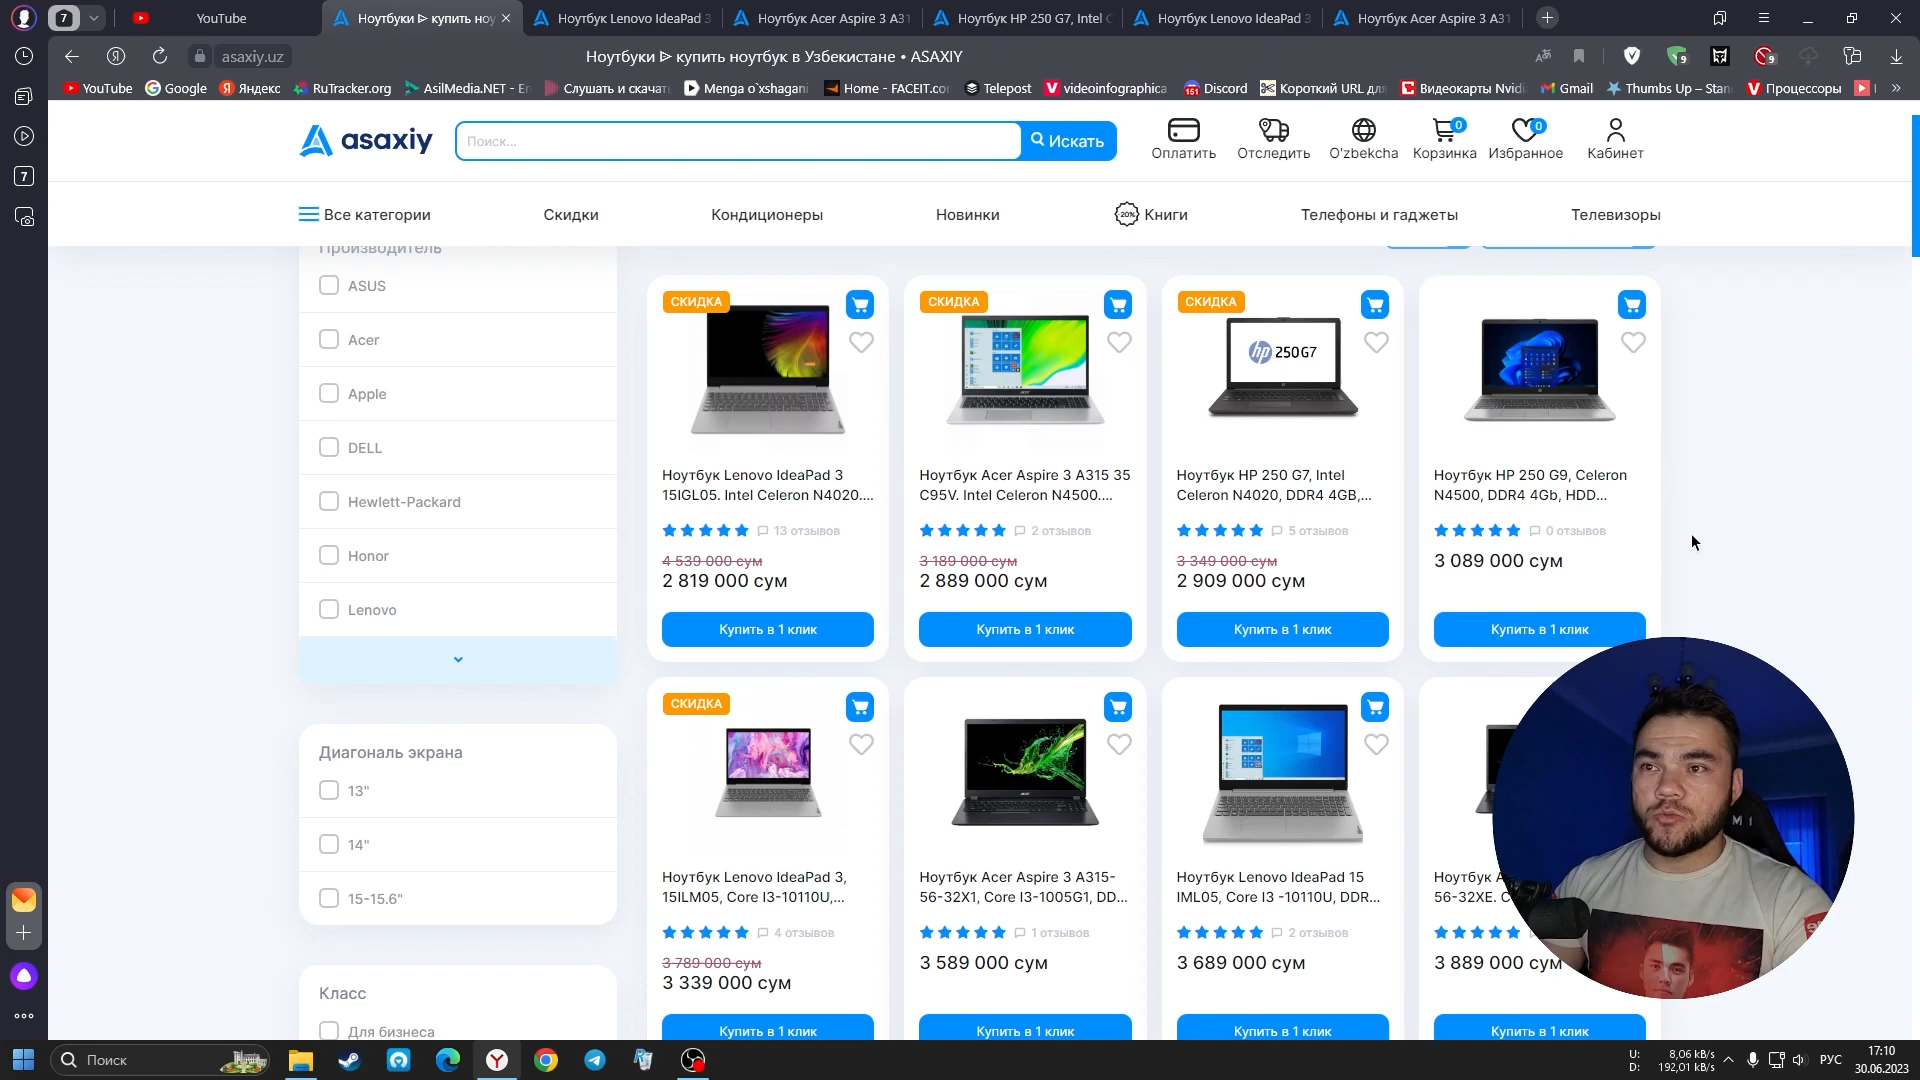 7
YouTube
Ноутбуки ᐈ купить ноу
Ноутбук Lenovo IdeaPad 3
Ноутбук Acer Aspire 3 A31
Ноутбук HP 250 G7, Intel C
Ноутбук Lenovo IdeaPad 3
Ноутбук Acer Aspire 3 A31
asaxiy.uz
Ноутбуки ᐈ купить ноутбук в Узбекистане • ASAXIY
9
9
YouTube
Google
Яндекс
RuTracker.org
AsilMedia.NET - Er
Слушать и скачать
Menga o`xshagani
Home - FACEIT.co
Telepost
videoinfographica
Discord
Короткий URL для
Видеокарты Nvidi
Gmail
Thumbs Up – Stan
Процессоры
7
asaxiy
Поиск...
Искать
Оплатить
Отследить
O'zbekcha
0
Корзинка
0
Избранное
Кабинет
Все категории
Скидки
Кондиционеры
Новинки
-20%
Книги
Телефоны и гаджеты
Телевизоры
Производитель
ASUS
Acer
Apple
DELL
Hewlett-Packard
Honor
Lenovo
Диагональ экрана
13"
14"
15-15.6"
Класс
Для бизнеса
СКИДКА
Ноутбук Lenovo IdeaPad 3
15IGL05. Intel Celeron N4020....
13 отзывов
4 539 000 сум
2 819 000 сум
Купить в 1 клик
СКИДКА
Ноутбук Acer Aspire 3 A315 35
C95V. Intel Celeron N4500....
2 отзывов
3 189 000 сум
2 889 000 сум
Купить в 1 клик
СКИДКА
hp 250G7
Ноутбук HP 250 G7, Intel
Celeron N4020, DDR4 4GB,...
5 отзывов
3 349 000 сум
2 909 000 сум
Купить в 1 клик
Ноутбук HP 250 G9, Celeron
N4500, DDR4 4Gb, HDD...
0 отзывов
3 089 000 сум
Купить в 1 клик
СКИДКА
Ноутбук Lenovo IdeaPad 3,
15ILM05, Core I3-10110U,...
4 отзывов
3 789 000 сум
3 339 000 сум
Купить в 1 клик
Ноутбук Acer Aspire 3 A315-
56-32X1, Core I3-1005G1, DD...
1 отзывов
3 589 000 сум
Купить в 1 клик
Ноутбук Lenovo IdeaPad 15
IML05, Core I3 -10110U, DDR...
2 отзывов
3 689 000 сум
Купить в 1 клик
Ноутбук A
56-32XE. C
3 889 000 сум
Купить в 1 клик
Поиск
U: 8,06 kB/s
D: 192,01 kB/s
РУС
17:10
30.06.2023